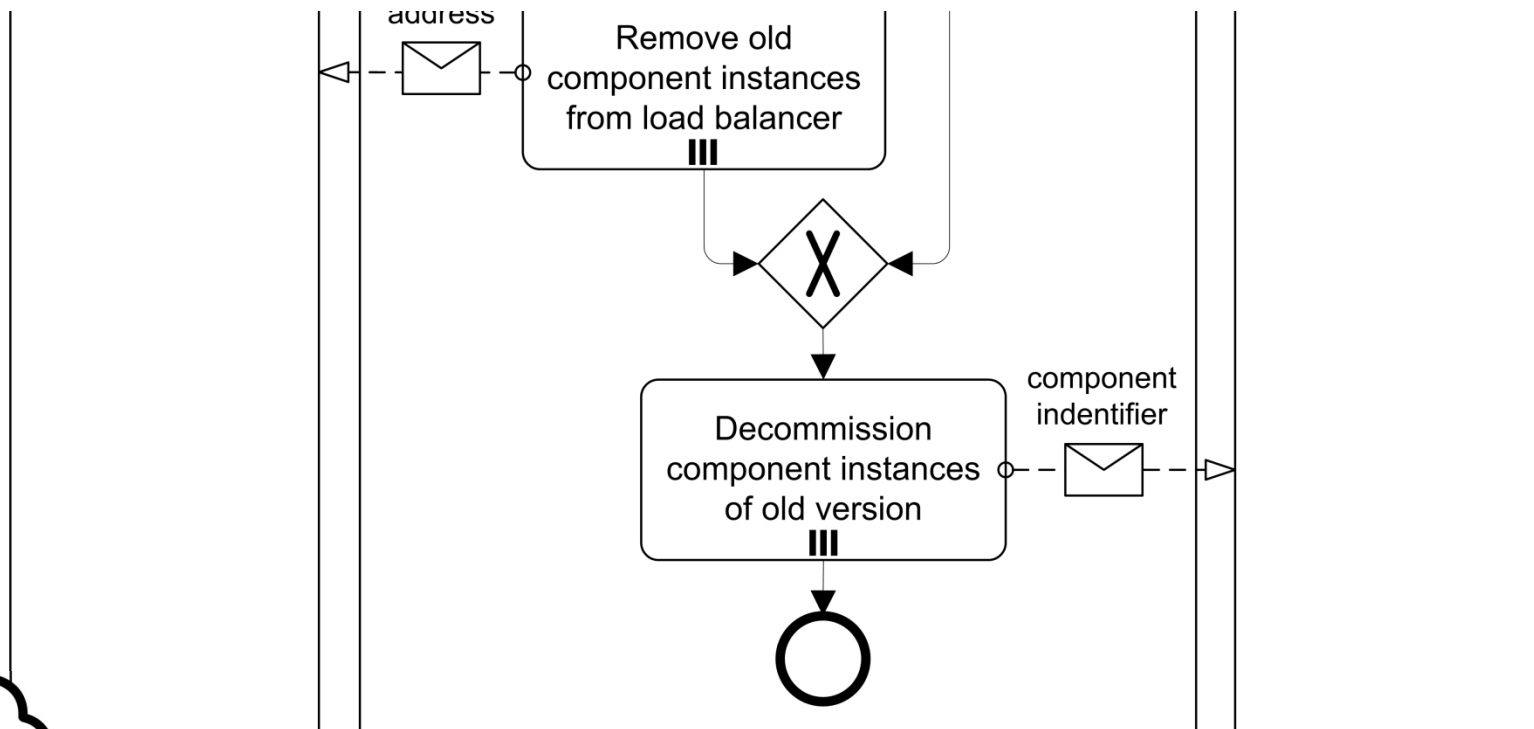 address
Remove old
component instances
from load balancer
component
indentifier
Decommission
component instances
of old version